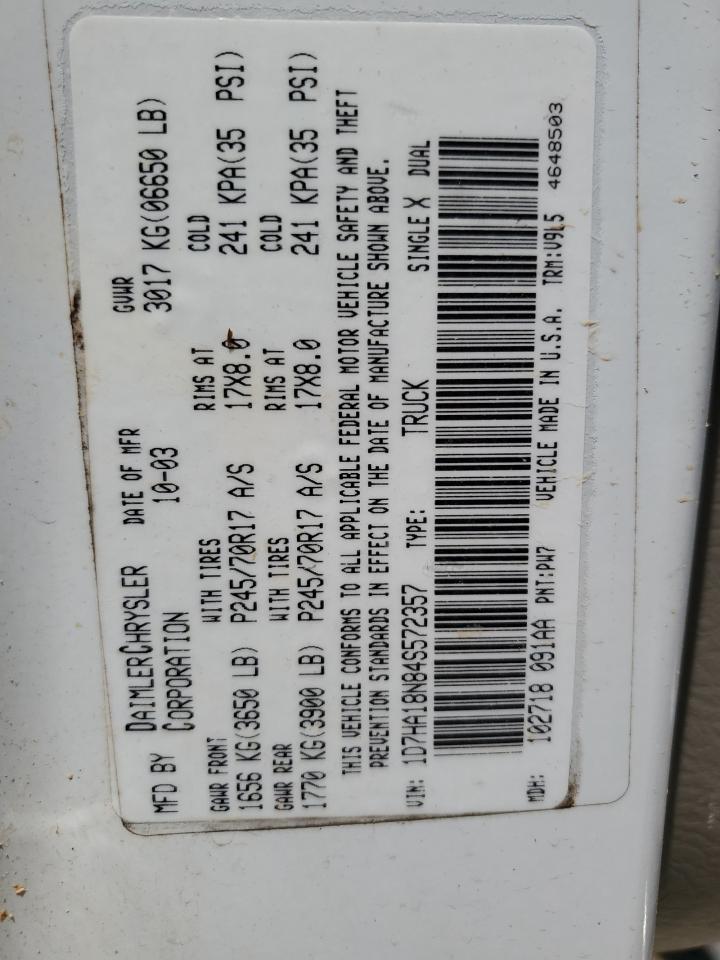 MFD BY DAIMLERCHRYSLER CORPORATION DATE OF MFR 10-03 GVWR 3017 KG(06650 LB)
GAWR FRONT WITH TIRES RIMS AT COLD
1656 KG(3650 LB) P245/70R17 A/S 17X8.0 241 KPA(35 PSI)
GAWR REAR WITH TIRES RIMS AT COLD
1770 KG(3900 LB) P245/70R17 A/S 17X8.0 241 KPA(35 PSI)
THIS VEHICLE CONFORMS TO ALL APPLICABLE FEDERAL MOTOR VEHICLE SAFETY AND THEFT
PREVENTION STANDARDS IN EFFECT ON THE DATE OF MANUFACTURE SHOWN ABOVE.
VIN: 1D7HA18N84S572357 TYPE: TRUCK SINGLE X DUAL
MDH: 102718 091AA PNT:PW7 VEHICLE MADE IN U.S.A. TRM:V9L5 4648503